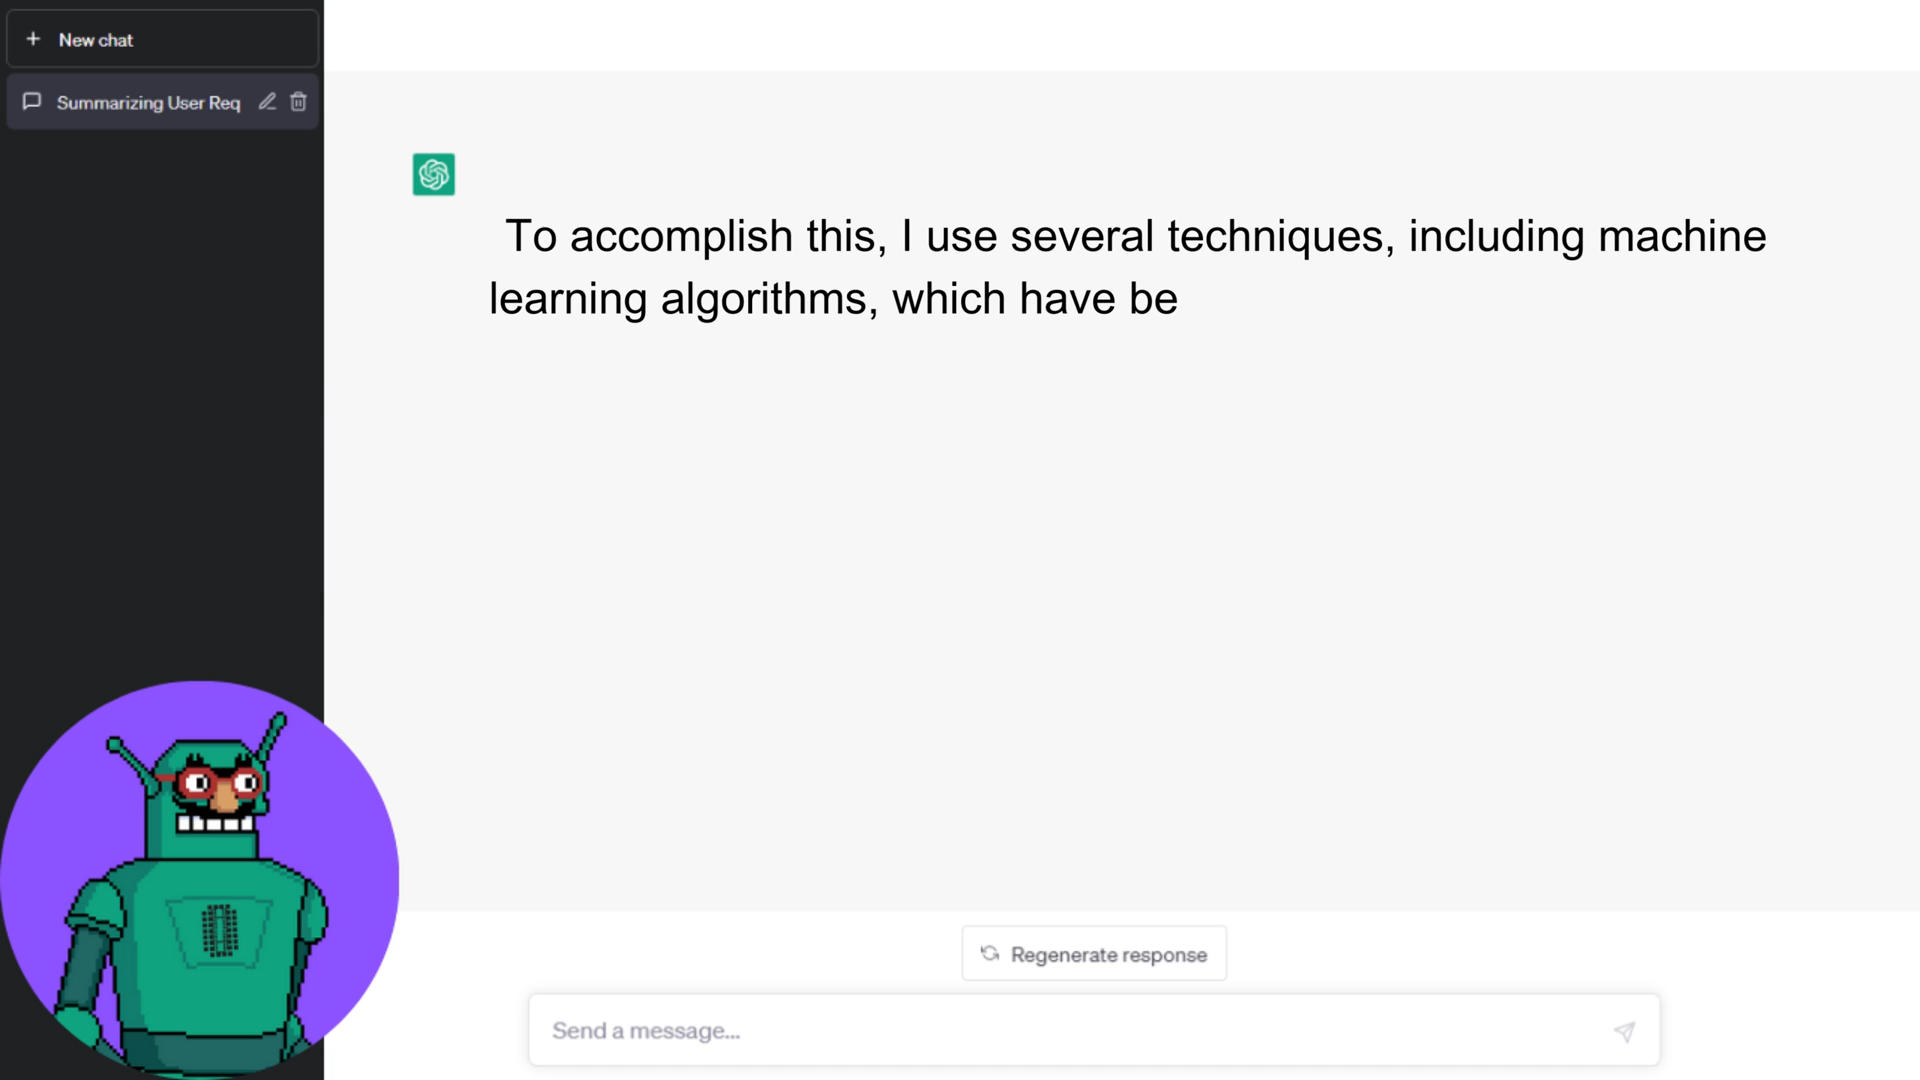 New chat
Summarizing User Req
To accomplish this, I use several techniques, including machine
learning algorithms, which have be
Regenerate response
Send a message...